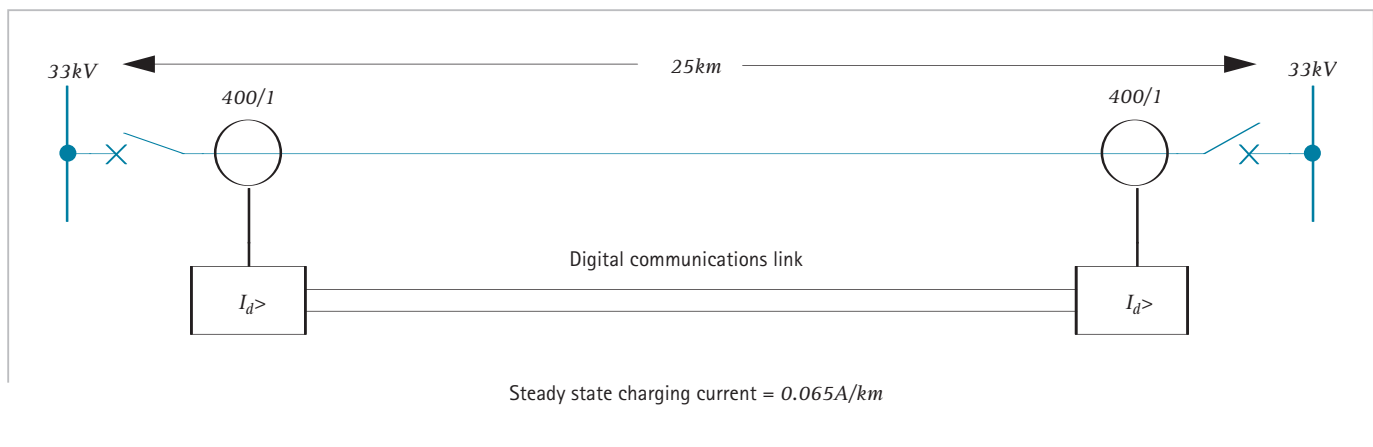 33kV
25km
33kV
400/1
400/1
Digital communications link
Id>
Id>
Steady state charging current = 0.065A/km